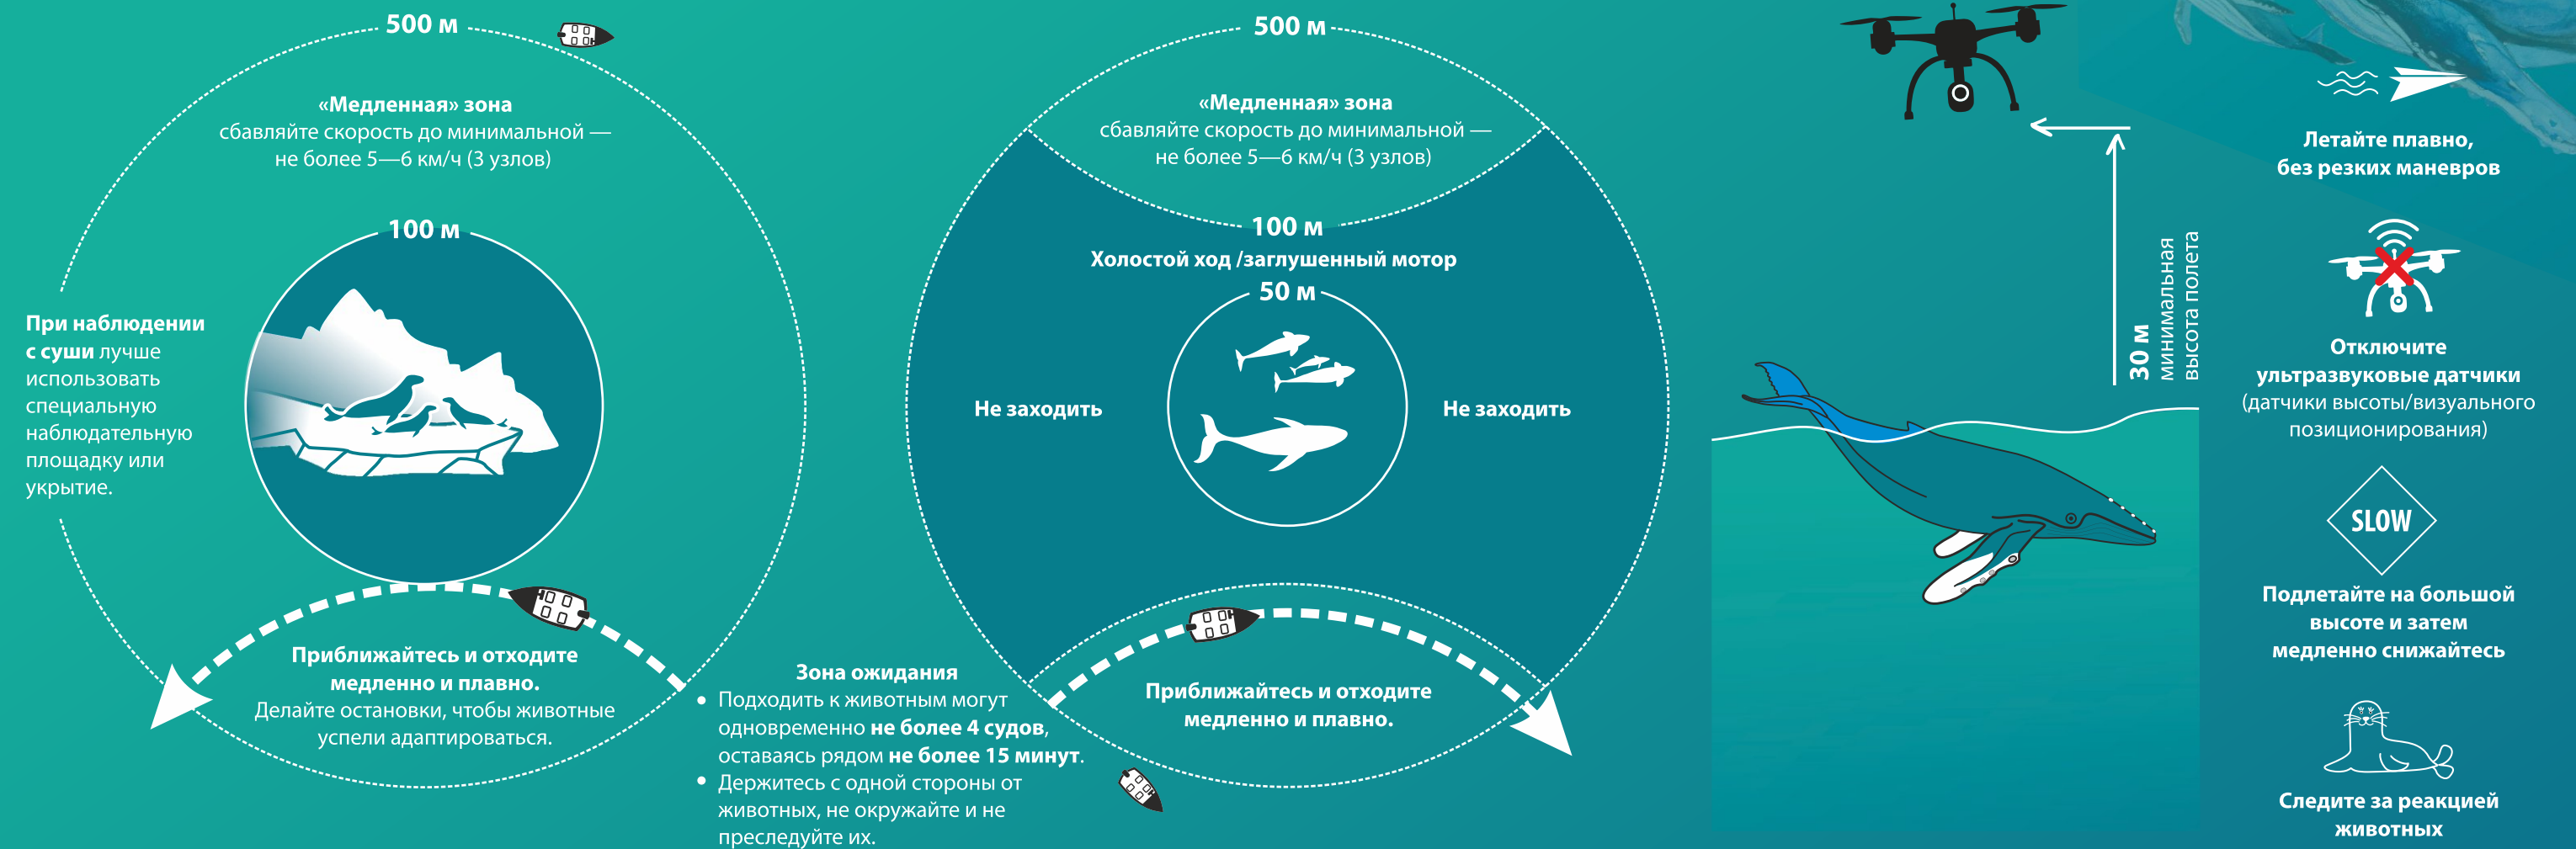 500 м
«Медленная» зона
сбавляйте скорость до минимальной —
не более 5—6 км/ч (3 узлов)
100 м
При наблюдении
с суши лучше
использовать
специальную
наблюдательную
площадку или
укрытие.
Приближайтесь и отходите
медленно и плавно.
Делайте остановки, чтобы животные
успели адаптироваться.
Зона ожидания
• Подходить к животным могут
одновременно не более 4 судов,
оставаясь рядом не более 15 минут.
• Держитесь с одной стороны от
животных, не окружайте и не
преследуйте их.
500 м
«Медленная» зона
сбавляйте скорость до минимальной —
не более 5—6 км/ч (3 узлов)
100 м
Холостой ход /заглушенный мотор
50 м
Не заходить
Не заходить
Приближайтесь и отходите
медленно и плавно.
30 м
минимальная
высота полета
Летайте плавно,
без резких маневров
Отключите
ультразвуковые датчики
(датчики высоты/визуального
позиционирования)
SLOW
Подлетайте на большой
высоте и затем
медленно снижайтесь
Следите за реакцией
животных